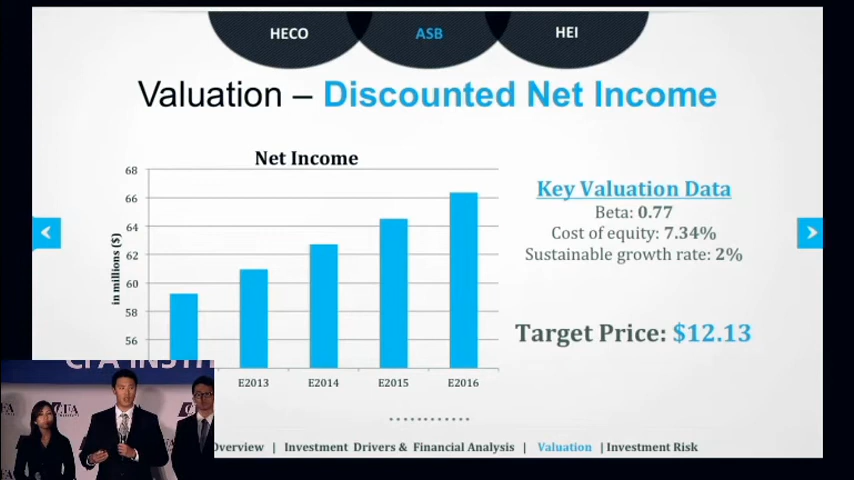 HECO
ASB
HEI
Valuation – Discounted Net Income
Net Income
68
66
64
62
60
58
56
in millions ($)
E2013
E2014
E2015
E2016
Key Valuation Data
Beta: 0.77
Cost of equity: 7.34%
Sustainable growth rate: 2%
Target Price: $12.13
Overview | Investment Drivers & Financial Analysis | Valuation | Investment Risk